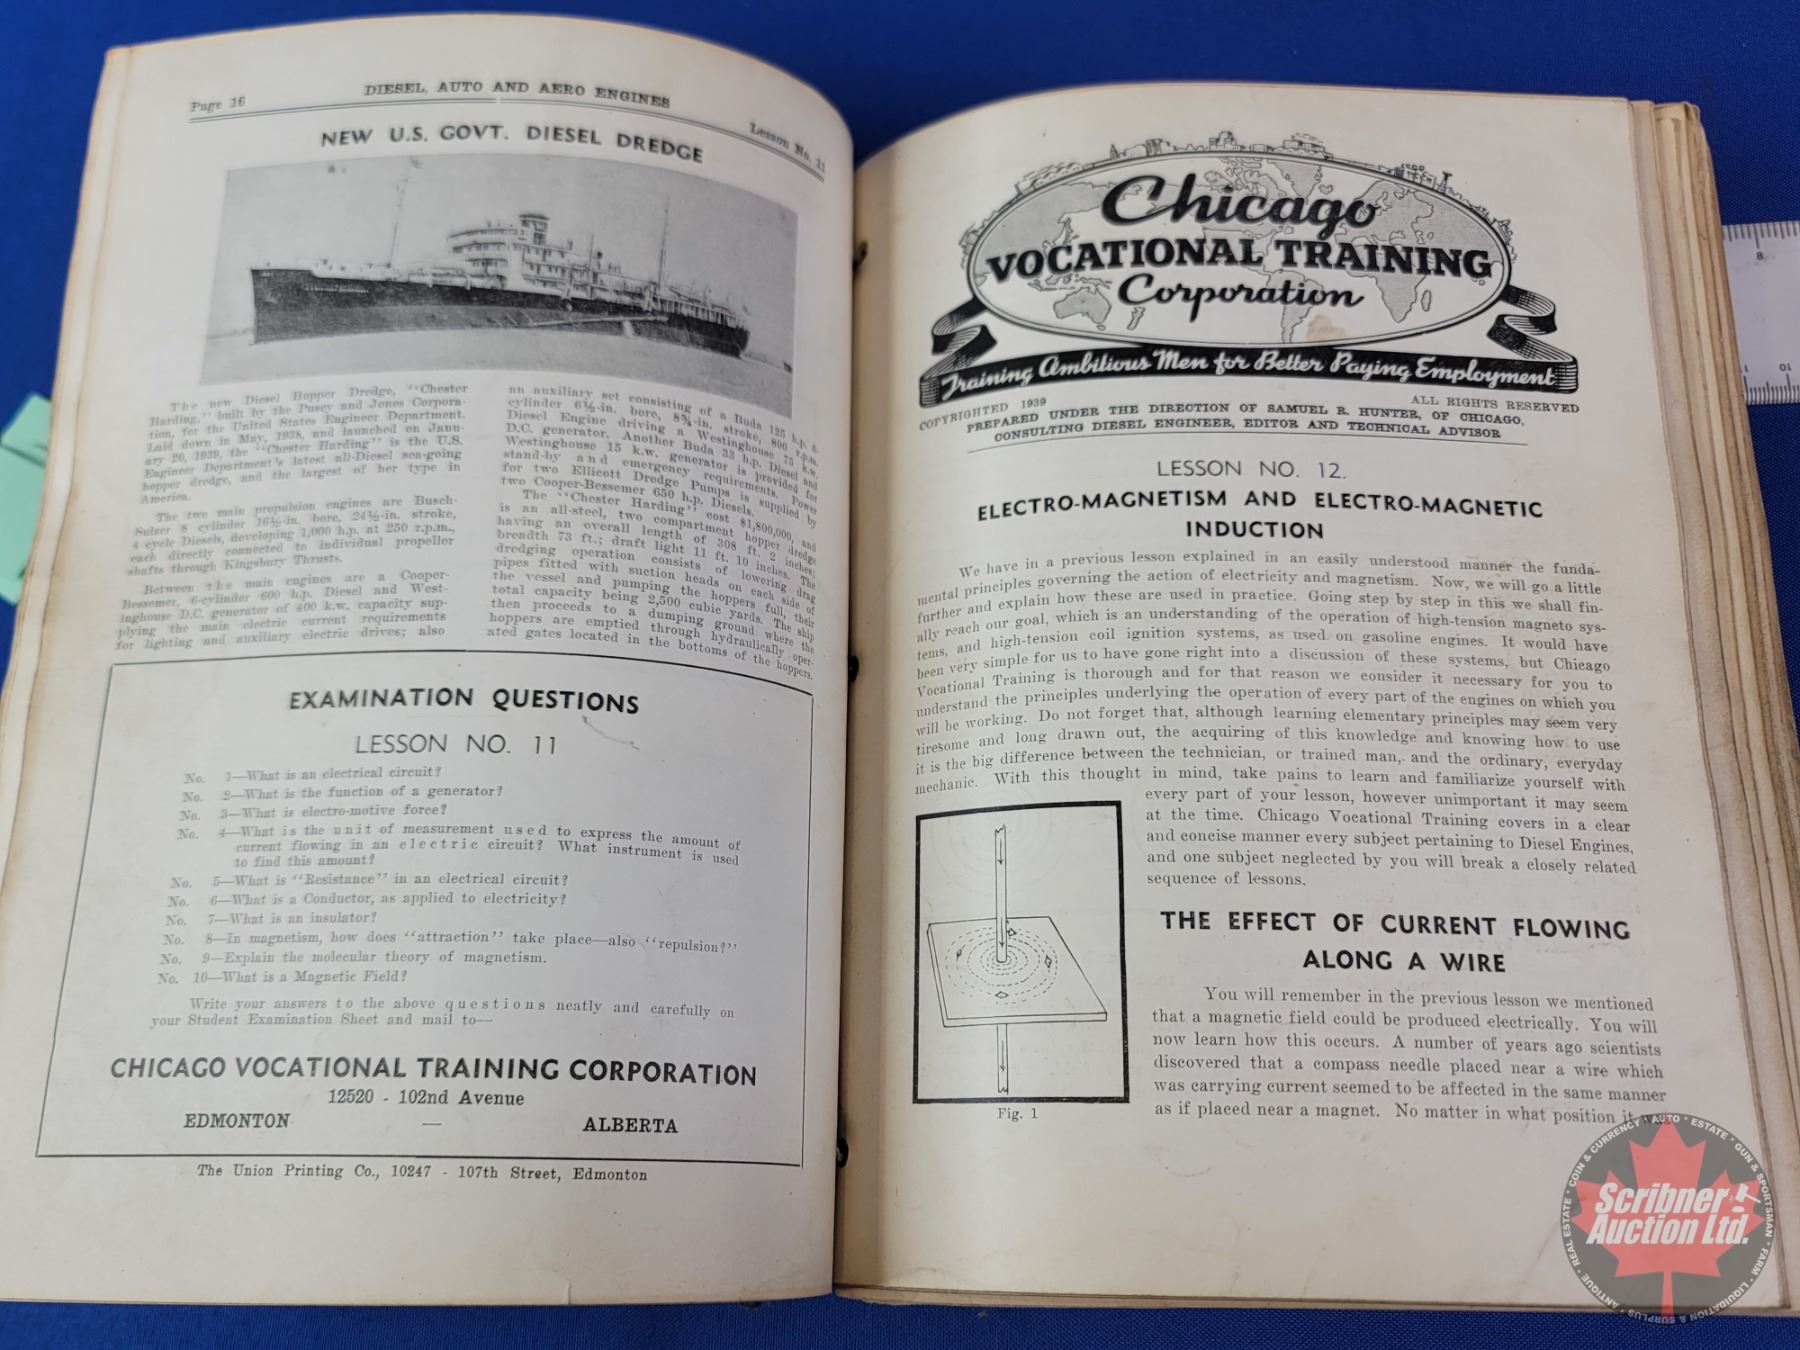 Page 16
DIESEL, AUTO AND AERO ENGINES
Lesson No. 11
NEW U.S. GOVT. DIESEL DREDGE
The new Diesel Hopper Dredge, "Chester
Harding," built by the Pusey and Jones Corpora-
tion, for the United States Engineer Department.
Laid down in May, 1938, and launched on Janu-
ary 20, 1939, the "Chester Harding" is the U.S.
Engineer Department's latest all-Diesel sea-going
hopper dredge, and the largest of her type in
America.
The two main propulsion engines are Busch-
Sulzer 8 cylinder 16½-in. bore, 24½-in. stroke,
4 cycle Diesels, developing 1,000 h.p. at 250 r.p.m.,
each directly connected to individual propeller
shafts through Kingsbury Thrusts.
Between the main engines are a Cooper-
Bessemer, 6-cylinder 600 h.p. Diesel and West-
inghouse D.C. generator of 400 k.w. capacity sup-
plying the main electric current requirements
for lighting and auxiliary electric drives; also
an auxiliary set consisting of a Buda 125 h.p. 6-
cylinder 6½-in. bore, 8¾-in. stroke, 800 r.p.m.
Diesel Engine driving a Westinghouse 75 k.w.
D.C. generator. Another Buda 33 h.p. Diesel and
Westinghouse 15 k.w. generator is provided for
stand-by and emergency requirements. Power
for two Ellicott Dredge Pumps is supplied by
two Cooper-Bessemer 650 h.p. Diesels.
The "Chester Harding" cost $1,800,000, and
is an all-steel, two compartment hopper dredge
having an overall length of 308 ft. 2 inches;
breadth 73 ft.; draft light 11 ft. 10 inches. The
dredging operation consists of lowering drag
pipes fitted with suction heads on each side of
the vessel and pumping the hoppers full, their
total capacity being 2,500 cubic yards. The ship
then proceeds to a dumping ground where the
hoppers are emptied through hydraulically oper-
ated gates located in the bottoms of the hoppers.
EXAMINATION QUESTIONS
LESSON NO. 11
No. 1—What is an electrical circuit?
No. 2—What is the function of a generator?
No. 3—What is electro-motive force?
No. 4—What is the unit of measurement used to express the amount of
current flowing in an electric circuit? What instrument is used
to find this amount?
No. 5—What is "Resistance" in an electrical circuit?
No. 6—What is a Conductor, as applied to electricity?
No. 7—What is an insulator?
No. 8—In magnetism, how does "attraction" take place—also "repulsion?"
No. 9—Explain the molecular theory of magnetism.
No. 10—What is a Magnetic Field?
Write your answers to the above questions neatly and carefully on
your Student Examination Sheet and mail to—
CHICAGO VOCATIONAL TRAINING CORPORATION
12520 - 102nd Avenue
EDMONTON — ALBERTA
The Union Printing Co., 10247 - 107th Street, Edmonton
Chicago
VOCATIONAL TRAINING
Corporation
Training Ambitious Men for Better Paying Employment
COPYRIGHTED 1939 ALL RIGHTS RESERVED
PREPARED UNDER THE DIRECTION OF SAMUEL R. HUNTER, OF CHICAGO,
CONSULTING DIESEL ENGINEER, EDITOR AND TECHNICAL ADVISOR
LESSON NO. 12.
ELECTRO-MAGNETISM AND ELECTRO-MAGNETIC
INDUCTION
We have in a previous lesson explained in an easily understood manner the funda-
mental principles governing the action of electricity and magnetism. Now, we will go a little
further and explain how these are used in practice. Going step by step in this we shall fin-
ally reach our goal, which is an understanding of the operation of high-tension magneto sys-
tems, and high-tension coil ignition systems, as used on gasoline engines. It would have
been very simple for us to have gone right into a discussion of these systems, but Chicago
Vocational Training is thorough and for that reason we consider it necessary for you to
understand the principles underlying the operation of every part of the engines on which you
will be working. Do not forget that, although learning elementary principles may seem very
tiresome and long drawn out, the acquiring of this knowledge and knowing how to use
it is the big difference between the technician, or trained man, and the ordinary, everyday
mechanic. With this thought in mind, take pains to learn and familiarize yourself with
every part of your lesson, however unimportant it may seem
at the time. Chicago Vocational Training covers in a clear
and concise manner every subject pertaining to Diesel Engines,
and one subject neglected by you will break a closely related
sequence of lessons.
Fig. 1
THE EFFECT OF CURRENT FLOWING
ALONG A WIRE
You will remember in the previous lesson we mentioned
that a magnetic field could be produced electrically. You will
now learn how this occurs. A number of years ago scientists
discovered that a compass needle placed near a wire which
was carrying current seemed to be affected in the same manner
as if placed near a magnet. No matter in what position it
8
10
Scribner
Auction Ltd.
COIN & CURRENCY * AUTO * ESTATE * GUN & SPORTSMAN * FARM * LIQUIDATION & SURPLUS * ANTIQUE * REAL ESTATE